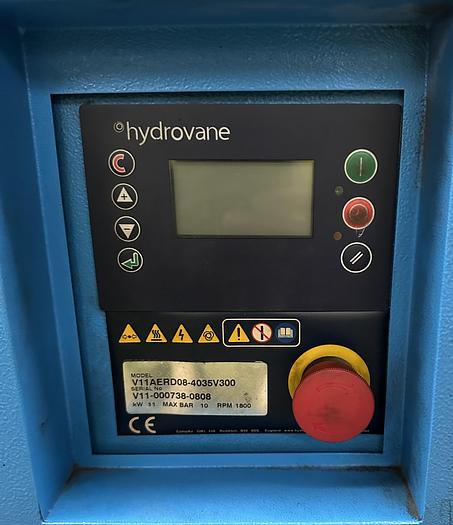 hydrovane
MODEL
V11AERD08-4035V300
SERIAL No
V11-000738-0808
kW 11 MAX BAR 10 RPM 1800
CE